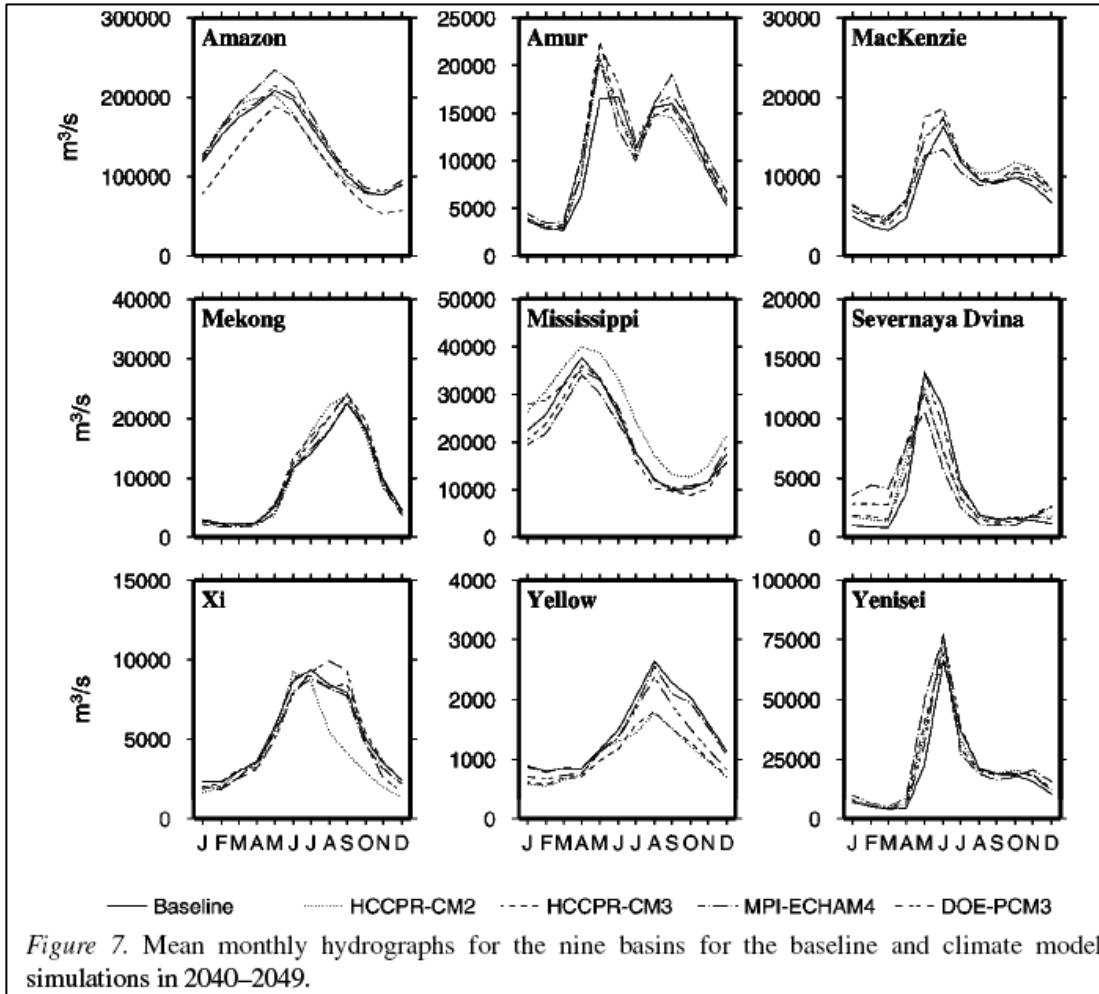 Amazon
Amur
MacKenzie
300000
200000
100000
0
m³/s
25000
20000
15000
10000
5000
0
30000
20000
10000
0
Mekong
Mississippi
Severnaya Dvina
40000
30000
20000
10000
0
m³/s
50000
40000
30000
20000
10000
0
20000
15000
10000
5000
0
Xi
Yellow
Yenisei
15000
10000
5000
0
m³/s
4000
3000
2000
1000
0
100000
75000
50000
25000
0
J FMAMJ J A SOND
J FMAMJ J A SOND
J FMAMJ J A SOND
Baseline HCCPR-CM2 HCCPR-CM3 MPI-ECHAM4 DOE-PCM3
Figure 7. Mean monthly hydrographs for the nine basins for the baseline and climate model
simulations in 2040–2049.